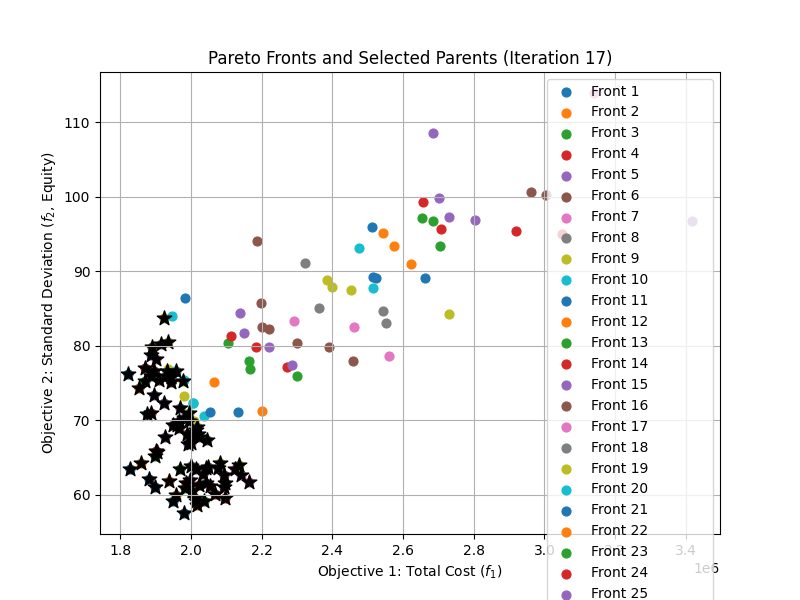 Pareto Fronts and Selected Parents (Iteration 17)
Objective 2: Standard Deviation (f₂, Equity)
110
100
90
80
70
60
1.8
2.0
2.2
2.4
2.6
2.8
3.0
3.2
3.4
1e6
Objective 1: Total Cost (f₁)
Front 1
Front 2
Front 3
Front 4
Front 5
Front 6
Front 7
Front 8
Front 9
Front 10
Front 11
Front 12
Front 13
Front 14
Front 15
Front 16
Front 17
Front 18
Front 19
Front 20
Front 21
Front 22
Front 23
Front 24
Front 25